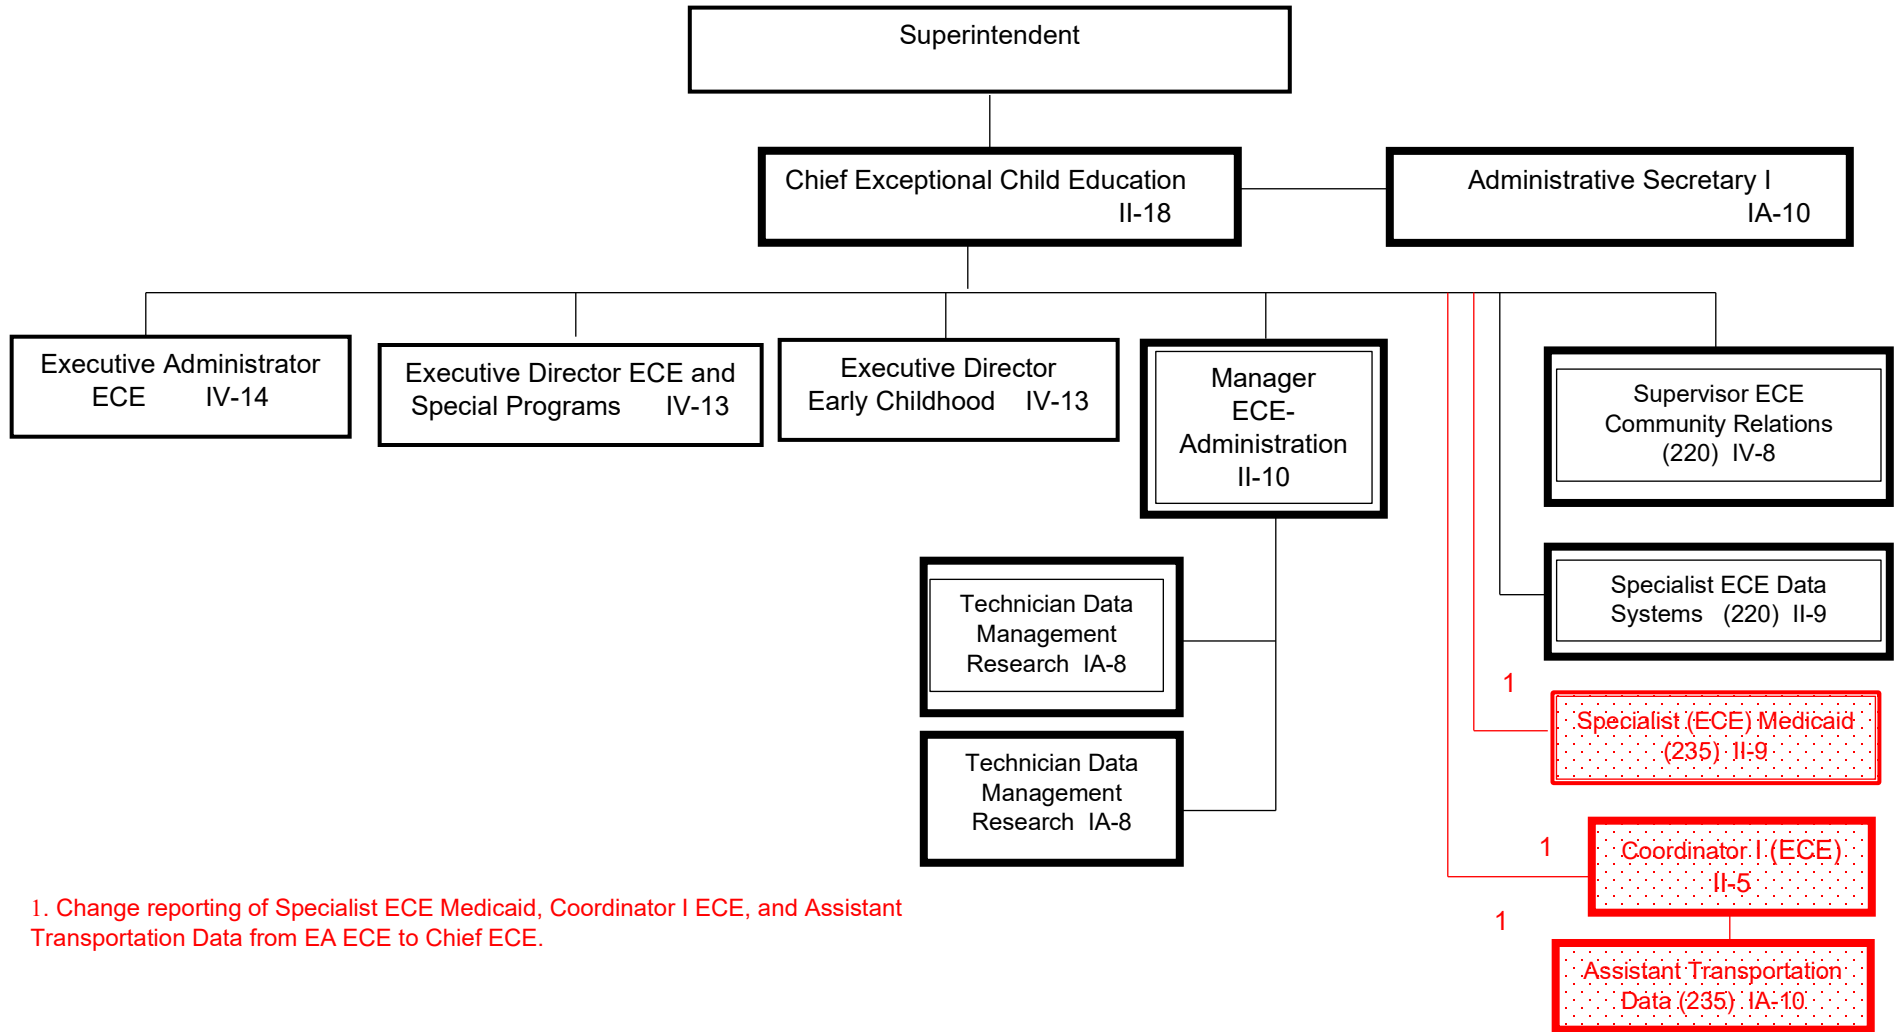 Superintendent
Chief Exceptional Child Education
II-18
Administrative Secretary I
IA-10
Executive Administrator
ECE IV-14
Executive Director ECE and
Special Programs IV-13
Executive Director
Early Childhood IV-13
Manager
ECE-
Administration
II-10
Supervisor ECE
Community Relations
(220) IV-8
Specialist ECE Data
Systems (220) II-9
Technician Data
Management
Research IA-8
Technician Data
Management
Research IA-8
1
Specialist (ECE) Medicaid
(235) II-9
1
Coordinator I (ECE)
II-5
1
Assistant Transportation
Data (235) IA-10
1. Change reporting of Specialist ECE Medicaid, Coordinator I ECE, and Assistant
Transportation Data from EA ECE to Chief ECE.